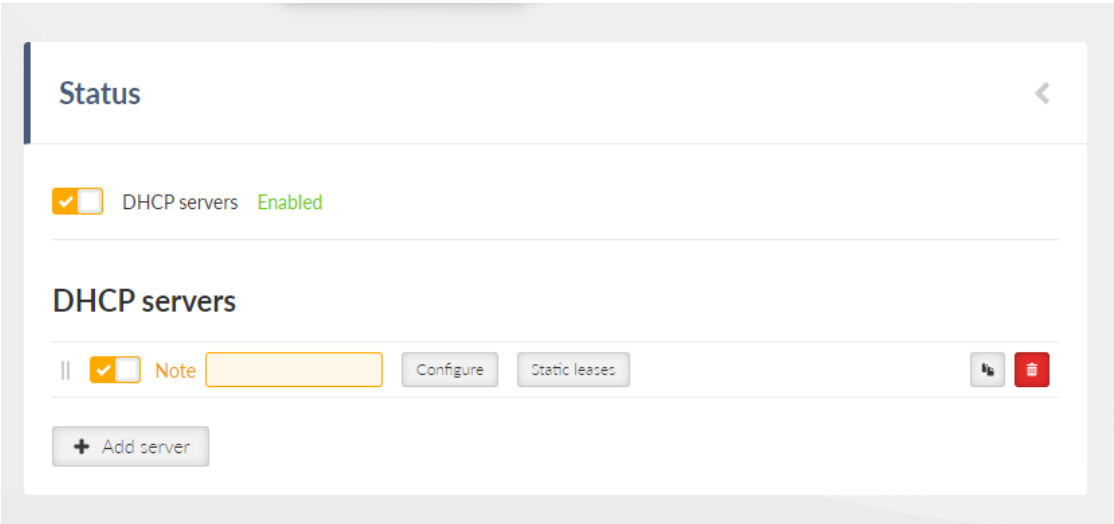 Status
DHCP servers Enabled
DHCP servers
Note Configure Static leases
Add server